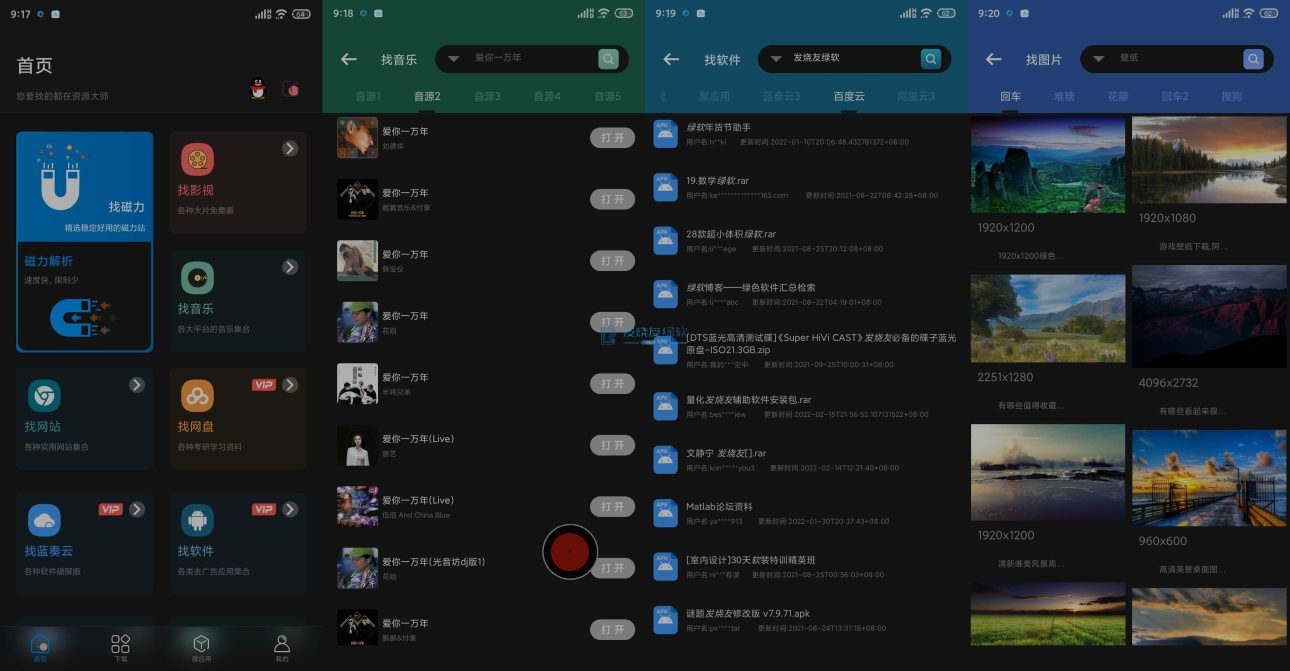 9:17
64
首页
您要找的都在资源大师
找磁力
精选稳定好用的磁力站
磁力解析
速度快，限制少
找影视
各种大片免费看
找音乐
各大平台的音乐集合
找网站
各种实用网站集合
VIP
找网盘
各种考研学习资料
VIP
找蓝奏云
各种软件破解版
VIP
找软件
各类去广告应用集合
首页
下载
微应用
我的
9:18
63
找音乐
爱你一万年
音源1
音源2
音源3
音源4
音源5
爱你一万年
刘德华
打开
爱你一万年
鹏鹏音乐&付豪
打开
爱你一万年
韩宝仪
打开
爱你一万年
花姐
打开
爱你一万年
半吨兄弟
打开
爱你一万年(Live)
唐艺
打开
爱你一万年(Live)
伍佰 And China Blue
打开
爱你一万年(光音坊dj版1)
花姐
打开
爱你一万年
鹏鹏&付豪
打开
9:19
62
找软件
发烧友绿软
聚应用
蓝奏云3
百度云
阿里云3
绿软年货节助手
用户名:h**ki 更新时间:2022-01-10T20:06:48.432781372+08:00
19.数学绿软.rar
用户名:ke*************163.com 更新时间:2021-08-22T08:42:28+08:00
28款超小体积绿软.rar
用户名:li***ege 更新时间:2021-08-25T20:12:08+08:00
绿软博客——绿色软件汇总检索
用户名:li****abc 更新时间:2021-08-22T04:19:01+08:00
[DTS蓝光高清测试碟]《Super HiVi CAST》发烧友必备的碟子蓝光
原盘-ISO21.3GB.zip
用户名:我的***空中 更新时间:2021-09-25T10:00:31+08:00
量化发烧友辅助软件安装包.rar
用户名:bes****iew 更新时间:2022-02-15T21:56:52.107131522+08:00
文静宁 发烧友[].rar
用户名:kon*****you3 更新时间:2022-02-14T12:21:40+08:00
Matlab论坛资料
用户名:ya****913 更新时间:2022-01-30T20:37:43+08:00
[室内设计]30天软装特训精英班
用户名:ni***有误 更新时间:2021-08-25T00:56:03+08:00
谜题发烧友修改版 v7.9.71.apk
用户名:px****tar 更新时间:2021-08-24T13:31:18+08:00
发烧友绿软
9:20
62
找图片
壁纸
回车
堆糖
花瓣
回车2
搜狗
1920x1200
1920x1200绿色...
1920x1080
游戏壁纸下载,阿...
2251x1280
有哪些值得收藏...
4096x2732
有哪些看起来很...
1920x1200
清新唯美风景高...
960x600
高清美景桌面图...